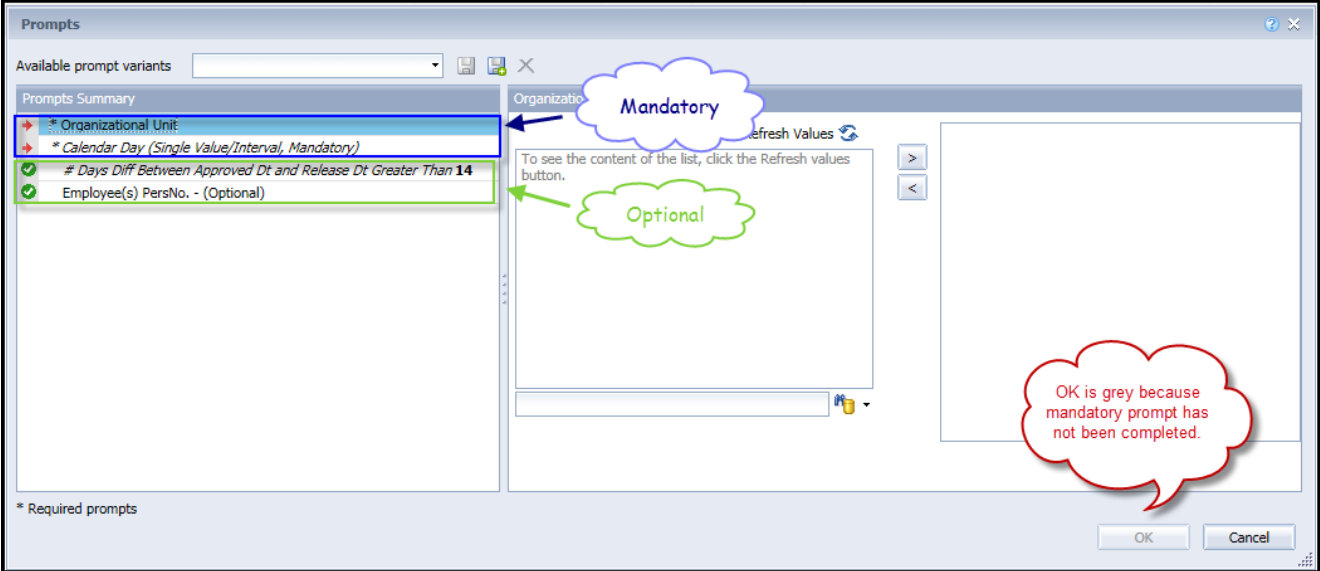 Prompts
Available prompt variants
Prompts Summary
Organizatio
Mandatory
* Organizational Unit
* Calendar Day (Single Value/Interval, Mandatory)
# Days Diff Between Approved Dt and Release Dt Greater Than 14
Employee(s) PersNo. - (Optional)
efresh Values
To see the content of the list, click the Refresh values
button.
>
<
Optional
OK is grey because
mandatory prompt has
not been completed.
* Required prompts
OK
Cancel